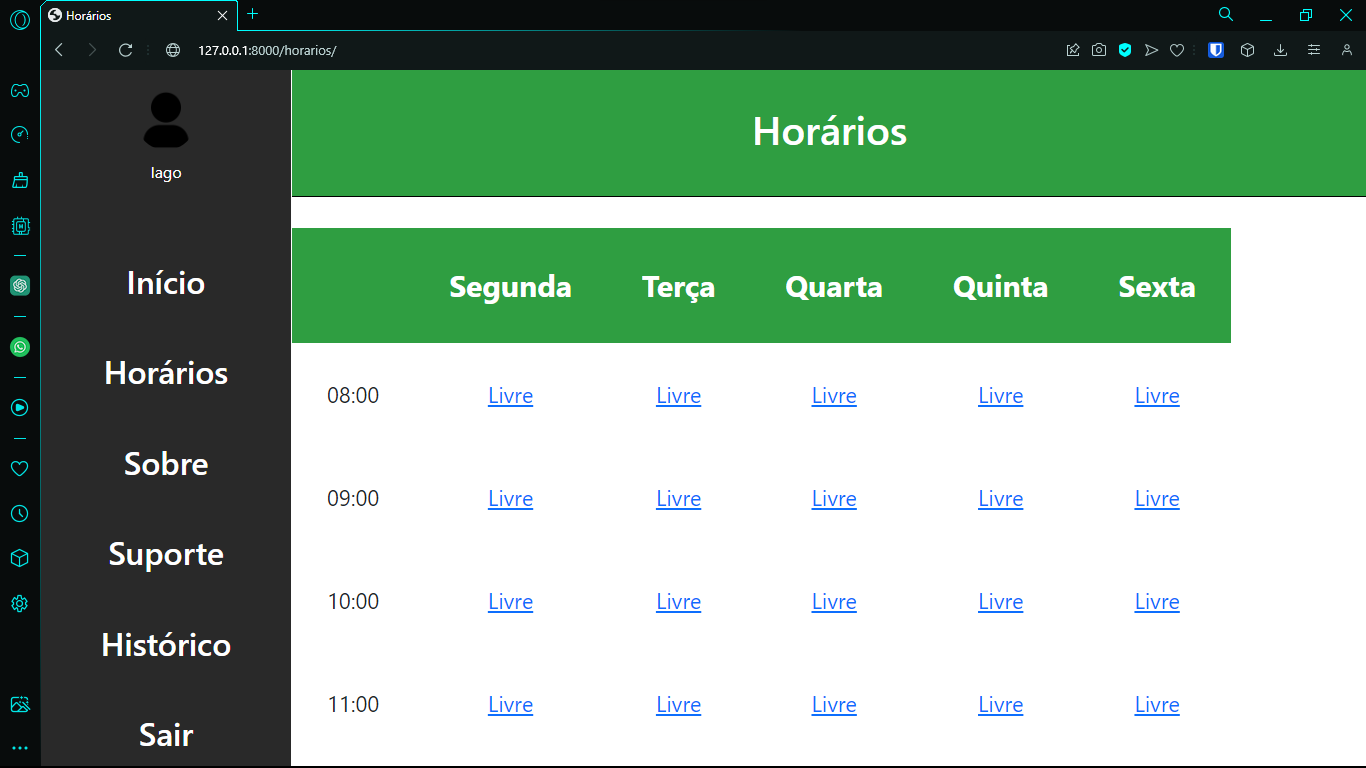 Horários
127.0.0.1:8000/horarios/
Iago
Início
Horários
Sobre
Suporte
Histórico
Sair
Horários
Segunda Terça Quarta Quinta Sexta
08:00 Livre Livre Livre Livre Livre
09:00 Livre Livre Livre Livre Livre
10:00 Livre Livre Livre Livre Livre
11:00 Livre Livre Livre Livre Livre